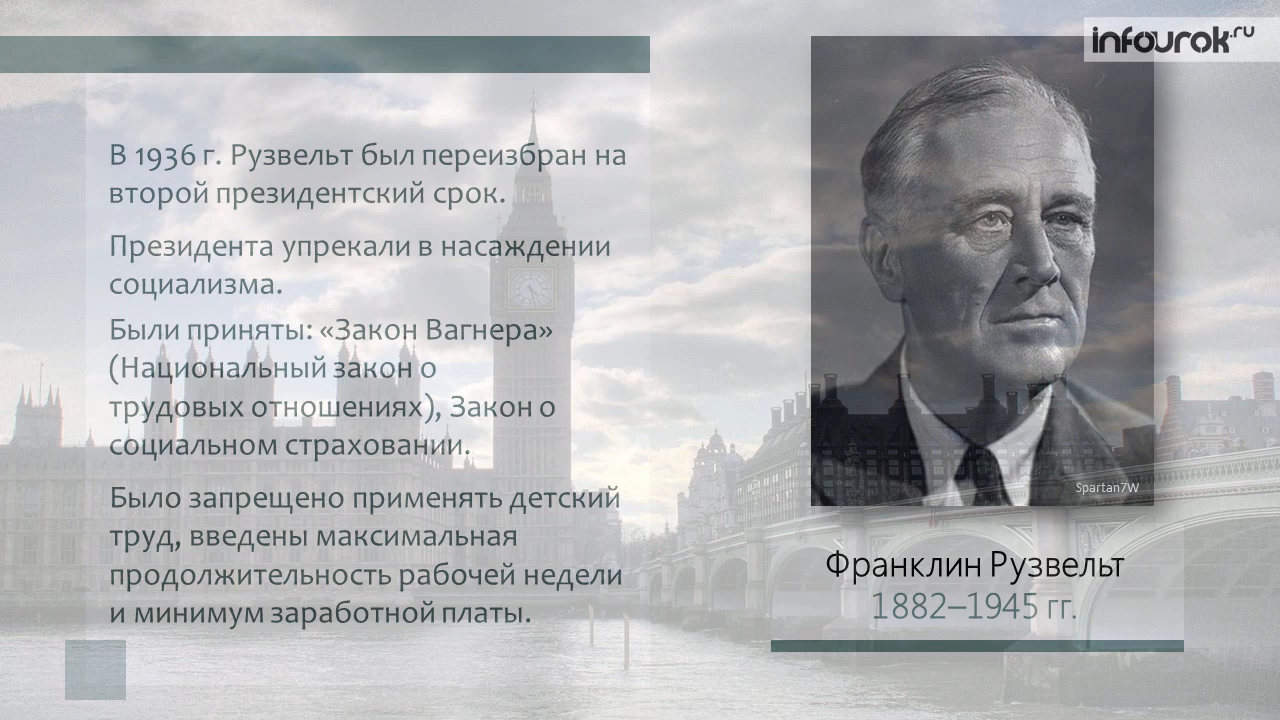 infourok.ru
В 1936 г. Рузвельт был переизбран на
второй президентский срок.
Президента упрекали в насаждении
социализма.
Были приняты: «Закон Вагнера»
(Национальный закон о
трудовых отношениях), Закон о
социальном страховании.
Было запрещено применять детский
труд, введены максимальная
продолжительность рабочей недели
и минимум заработной платы.
Spartan7W
Франклин Рузвельт
1882–1945 гг.